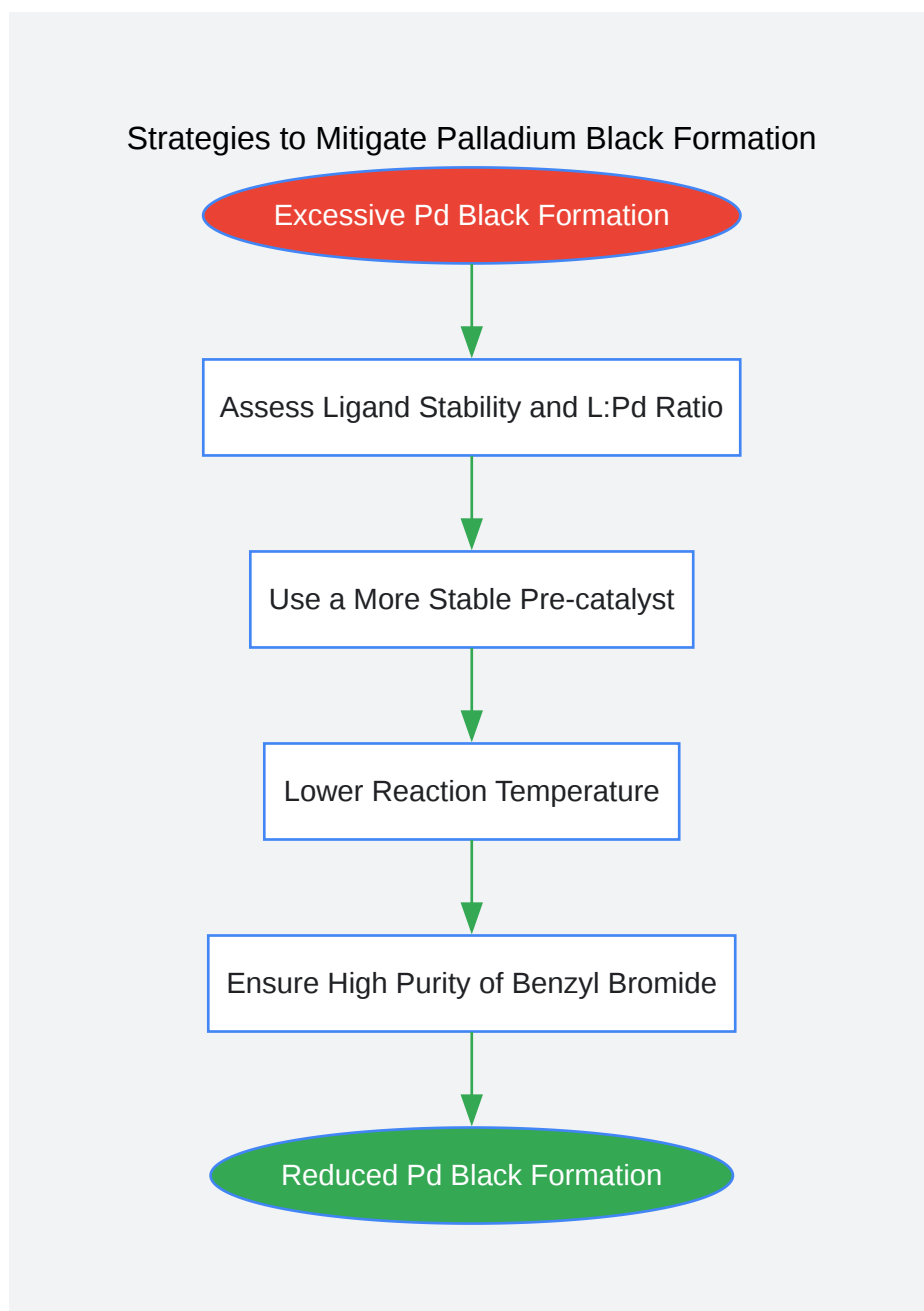 Strategies to Mitigate Palladium Black Formation
Excessive Pd Black Formation
Assess Ligand Stability and L:Pd Ratio
Use a More Stable Pre-catalyst
Lower Reaction Temperature
Ensure High Purity of Benzyl Bromide
Reduced Pd Black Formation